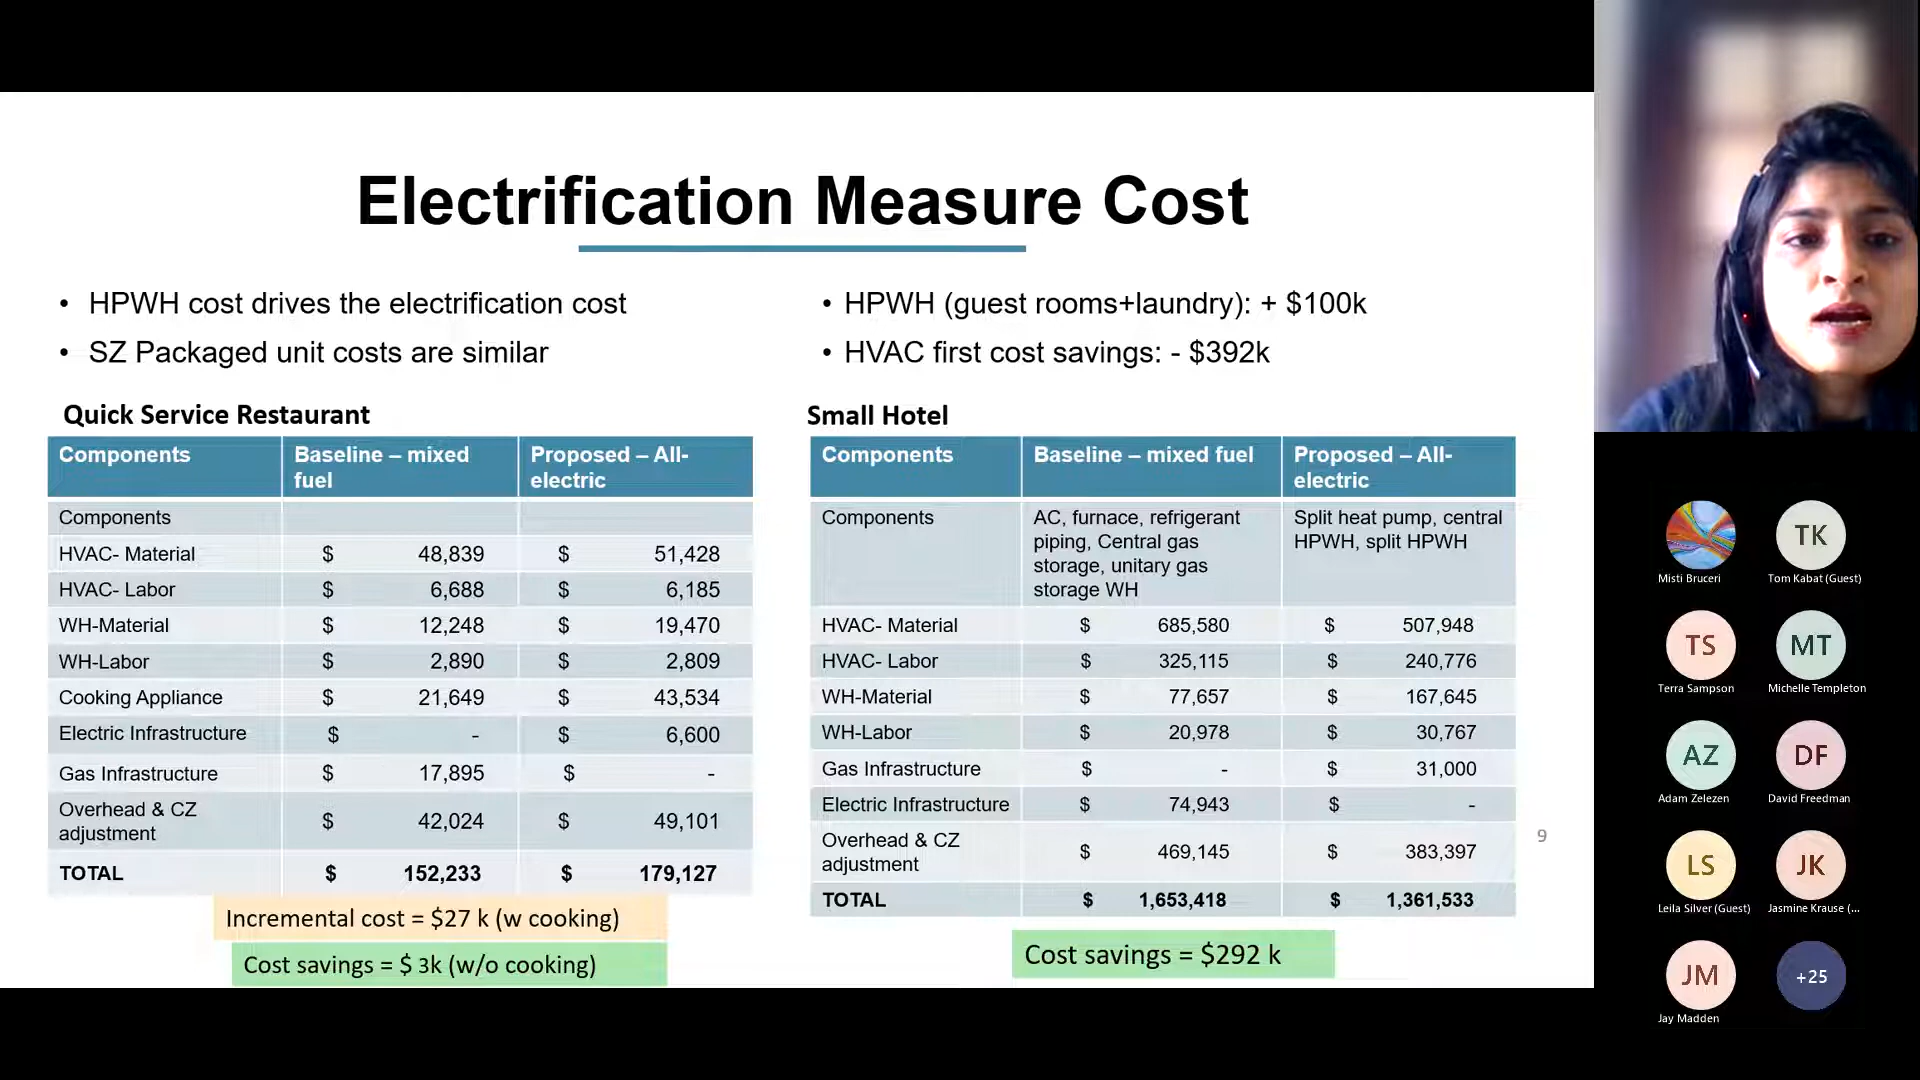 Electrification Measure Cost
• HPWH cost drives the electrification cost
• SZ Packaged unit costs are similar
• HPWH (guest rooms+laundry): + $100k
• HVAC first cost savings: - $392k
Quick Service Restaurant
Components Baseline – mixed fuel Proposed – All-electric
Components
HVAC- Material $ 48,839 $ 51,428
HVAC- Labor $ 6,688 $ 6,185
WH-Material $ 12,248 $ 19,470
WH-Labor $ 2,890 $ 2,809
Cooking Appliance $ 21,649 $ 43,534
Electric Infrastructure $ - $ 6,600
Gas Infrastructure $ 17,895 $ -
Overhead & CZ adjustment $ 42,024 $ 49,101
TOTAL $ 152,233 $ 179,127
Incremental cost = $27 k (w cooking)
Cost savings = $ 3k (w/o cooking)
Small Hotel
Components Baseline – mixed fuel Proposed – All-electric
Components AC, furnace, refrigerant piping, Central gas storage, unitary gas storage WH Split heat pump, central HPWH, split HPWH
HVAC- Material $ 685,580 $ 507,948
HVAC- Labor $ 325,115 $ 240,776
WH-Material $ 77,657 $ 167,645
WH-Labor $ 20,978 $ 30,767
Gas Infrastructure $ - $ 31,000
Electric Infrastructure $ 74,943 $ -
Overhead & CZ adjustment $ 469,145 $ 383,397
TOTAL $ 1,653,418 $ 1,361,533
Cost savings = $292 k
9
Misti Bruceri
TK
Tom Kabat (Guest)
TS
Terra Sampson
MT
Michelle Templeton
AZ
Adam Zelezen
DF
David Freedman
LS
Leila Silver (Guest)
JK
Jasmine Krause (...
JM
Jay Madden
+25